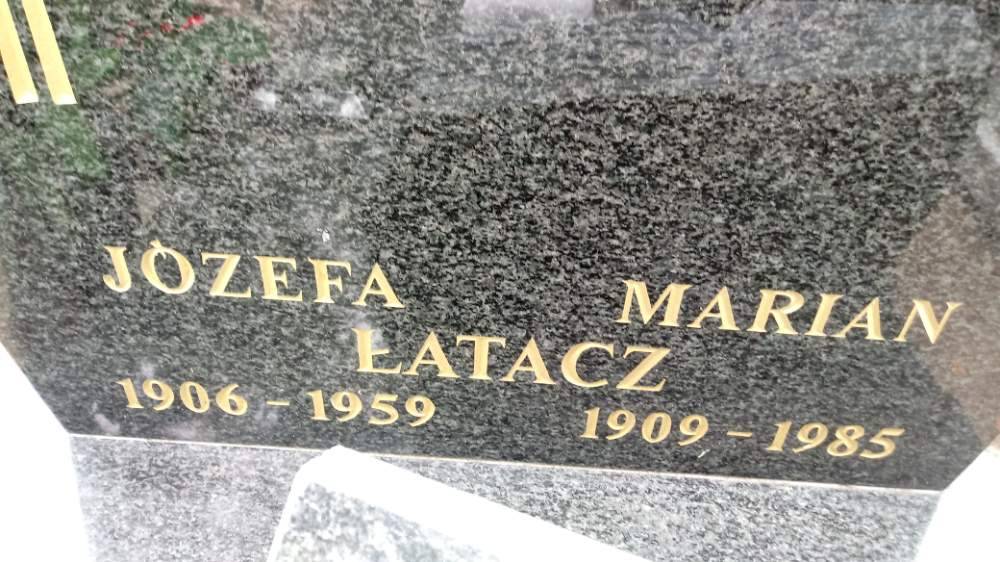 JÓZEFA MARIAN
ŁATACZ
1906 - 1959 1909 - 1985